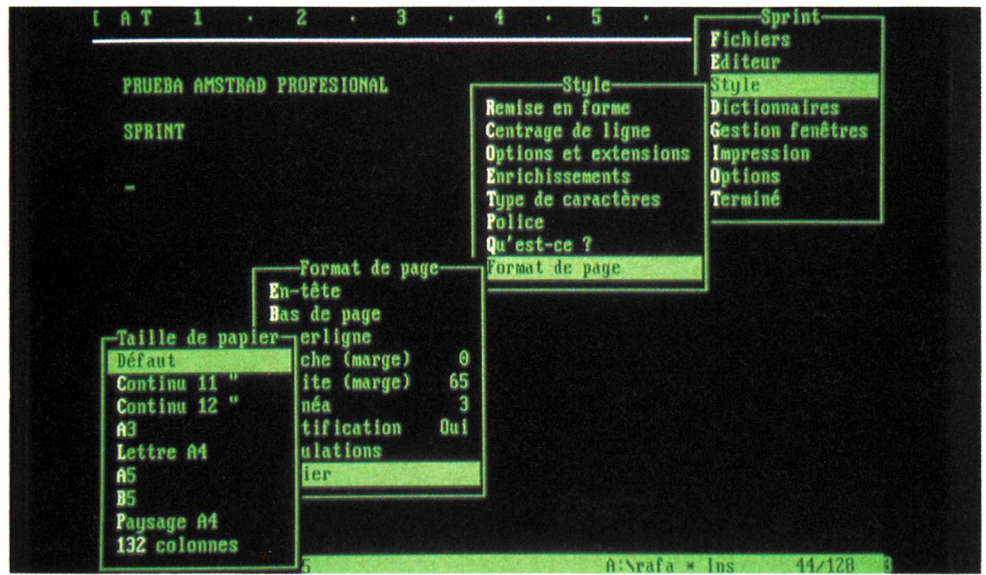 [ A T 1 · 2 · 3 · 4 · 5 ·
PRUEBA AMSTRAD PROFESIONAL
SPRINT
Sprint
Fichiers
Editeur
Style
Dictionnaires
Gestion fenêtres
Impression
Options
Terminé
Style
Remise en forme
Centrage de ligne
Options et extensions
Enrichissements
Type de caractères
Police
Qu'est-ce ?
Format de page
Format de page
En-tête
Bas de page
erligne
che (marge) 0
ite (marge) 65
néa 3
tification Oui
ulations
ier
Taille de papier
Défaut
Continu 11 "
Continu 12 "
A3
Lettre A4
A5
B5
Paysage A4
132 colonnes
5 A:\rafa * Ins 44/128